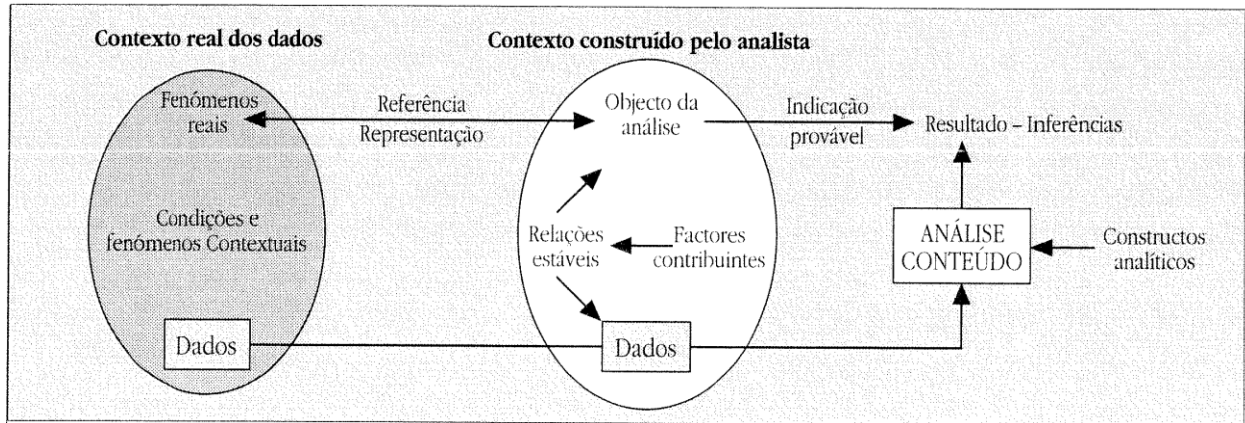 Contexto real dos dados
Contexto construído pelo analista
Fenómenos
reais
Referência
Representação
Objecto da
análise
Indicação
provável
Resultado – Inferências
Condições e
fenómenos Contextuais
Relações
estáveis
Factores
contribuintes
ANÁLISE
CONTEÚDO
Constructos
analíticos
Dados
Dados